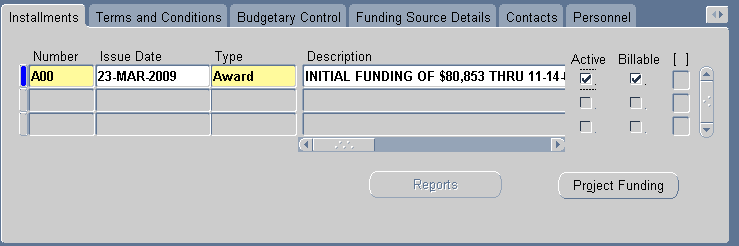 Installments Terms and Conditions Budgetary Control Funding Source Details Contacts Personnel
Number Issue Date Type Description Active Billable [ ]
A00 23-MAR-2009 Award INITIAL FUNDING OF $80,853 THRU 11-14-
Reports Project Funding